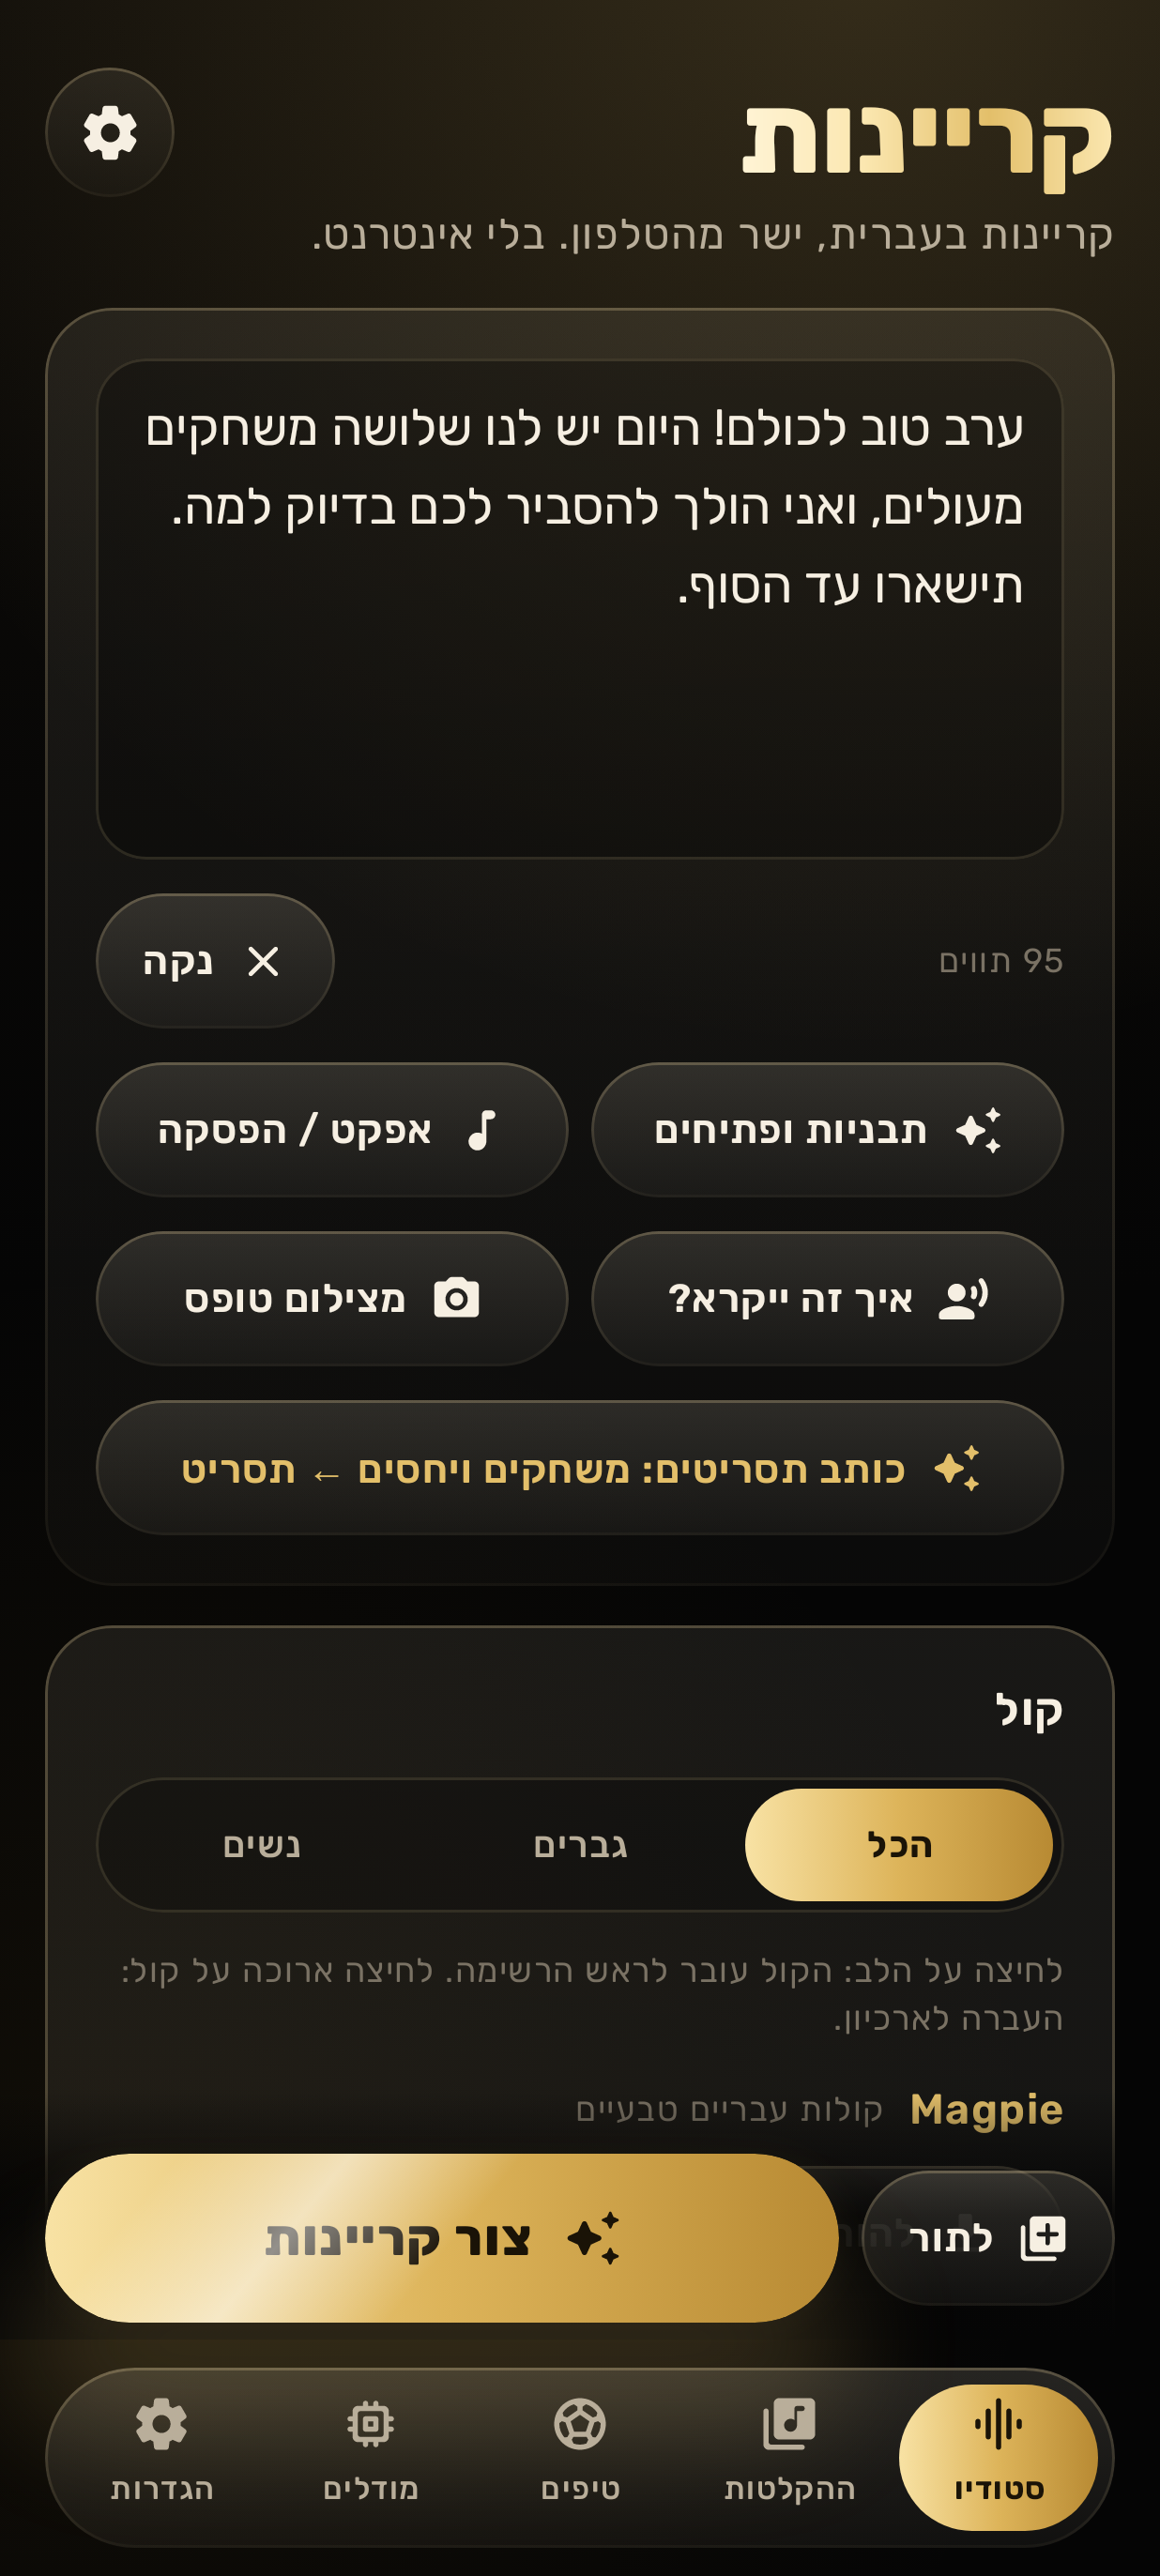 קריינות
קריינות בעברית, ישר מהטלפון. בלי אינטרנט.
ערב טוב לכולם! היום יש לנו שלושה משחקים
מעולים, ואני הולך להסביר לכם בדיוק למה.
תישארו עד הסוף.
95 תווים
נקה
תבניות ופתיחים
אפקט / הפסקה
איך זה ייקרא?
מצילום טופס
כותב תסריטים: משחקים ויחסים ← תסריט
קול
הכל
גברים
נשים
לחיצה על הלב: הקול עובר לראש הרשימה. לחיצה ארוכה על קול:
העברה לארכיון.
Magpie קולות עבריים טבעיים
לתור
צור קריינות
סטודיו
ההקלטות
טיפים
מודלים
הגדרות